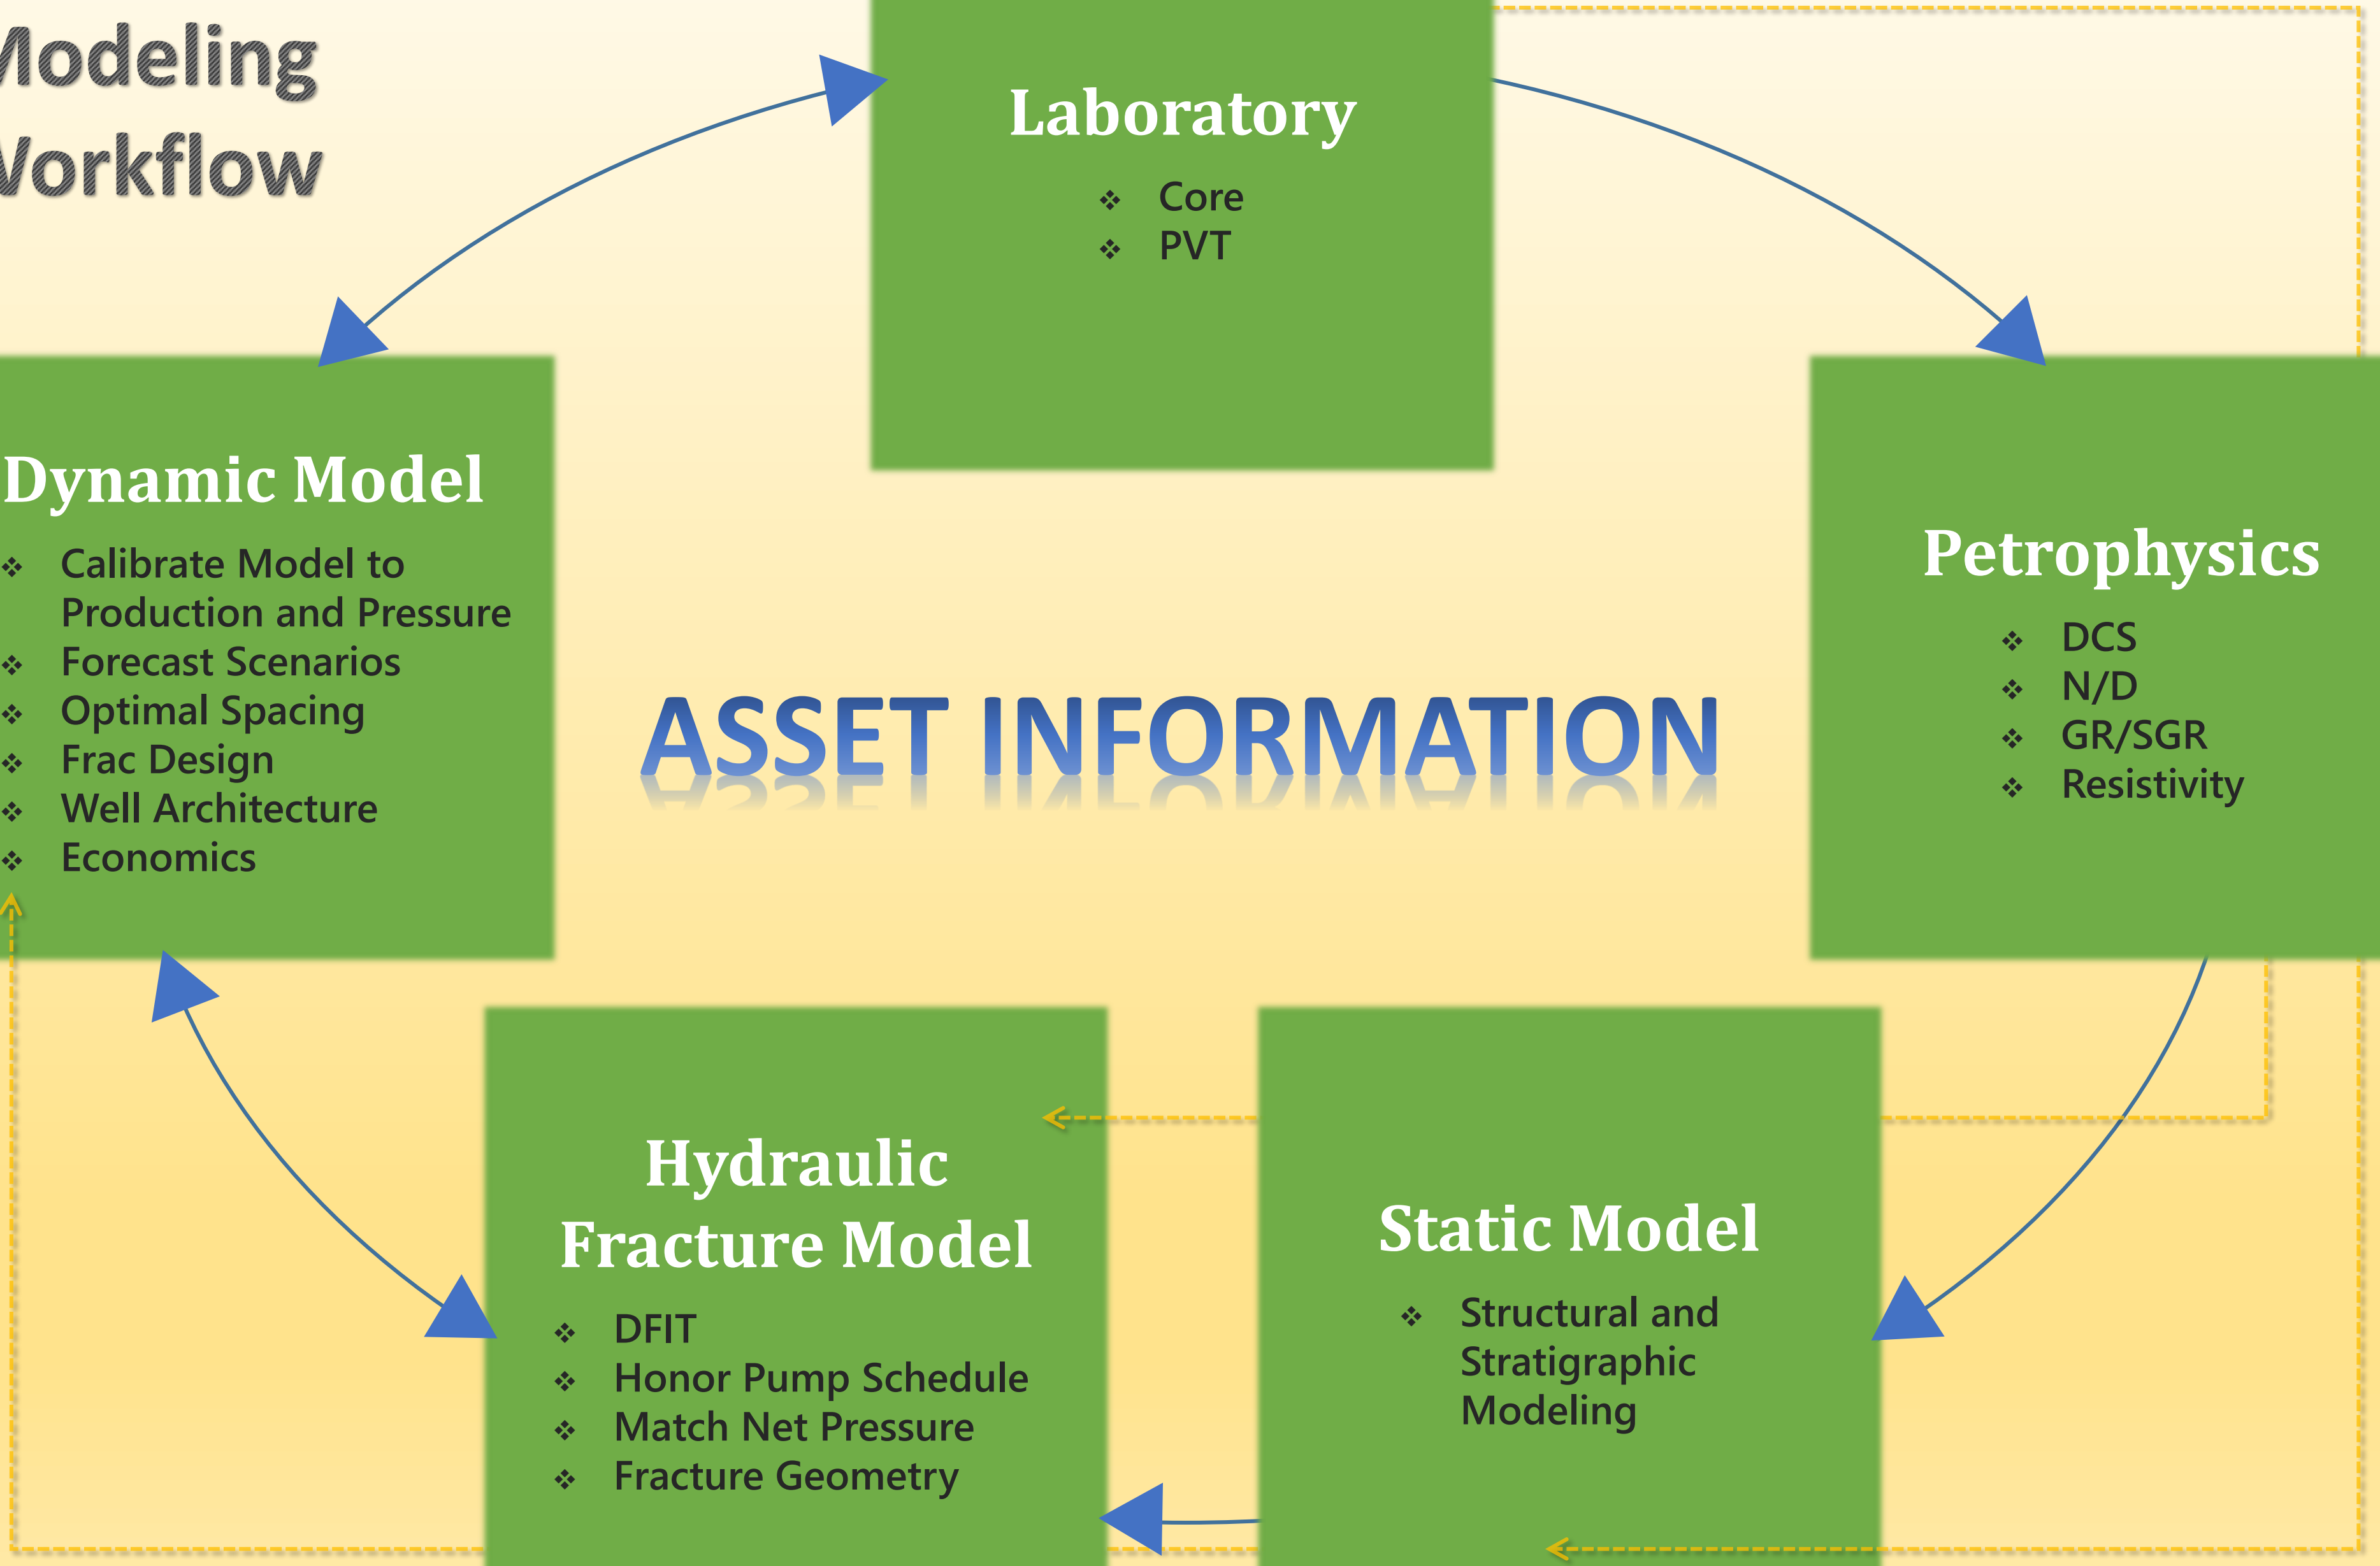 Modeling
Workflow
Laboratory
❖ Core
❖ PVT
Dynamic Model
❖ Calibrate Model to
Production and Pressure
❖ Forecast Scenarios
❖ Optimal Spacing
❖ Frac Design
❖ Well Architecture
❖ Economics
Petrophysics
❖ DCS
❖ N/D
❖ GR/SGR
❖ Resistivity
ASSET INFORMATION
Hydraulic
Fracture Model
❖ DFIT
❖ Honor Pump Schedule
❖ Match Net Pressure
❖ Fracture Geometry
Static Model
❖ Structural and
Stratigraphic
Modeling